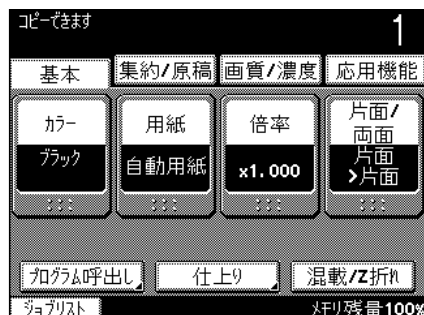 コピーできます
1
基本
集約/原稿
画質/濃度
応用機能
カラー
ブラック
用紙
自動用紙
倍率
x1.000
片面/
両面
片面
>片面
プログラム呼出し
仕上り
混載/Z折れ
ジョブリスト
メモリ残量100%